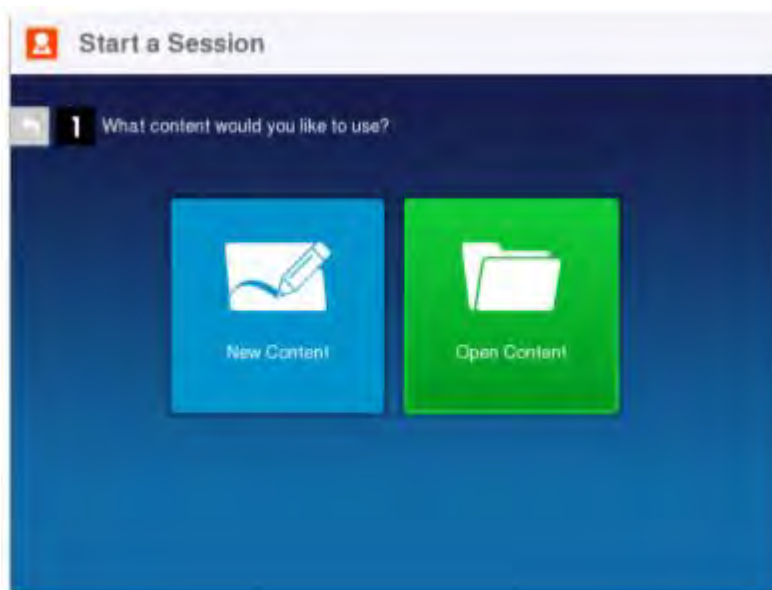 Start a Session
1 What content would you like to use?
New Content
Open Content